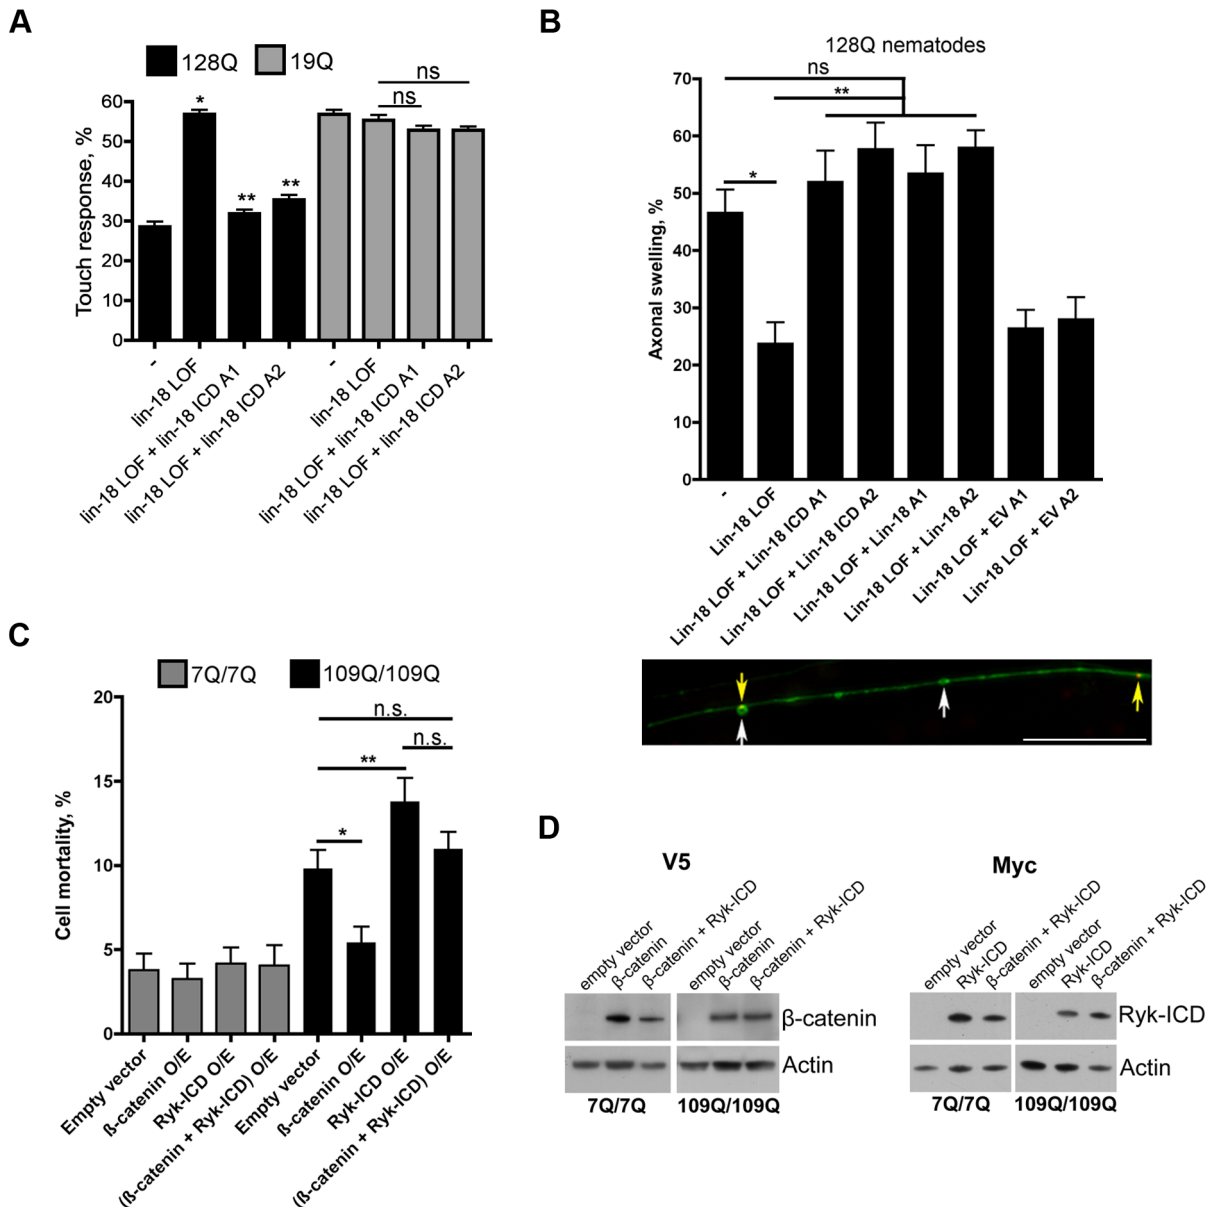 A
128Q 19Q
Touch response, %
60
50
40
30
20
10
0
*
**
**
ns
ns
-
lin-18 LOF
lin-18 LOF + lin-18 ICD A1
lin-18 LOF + lin-18 ICD A2
-
lin-18 LOF
lin-18 LOF + lin-18 ICD A1
lin-18 LOF + lin-18 ICD A2
B
128Q nematodes
Axonal swelling, %
70
60
50
40
30
20
10
0
ns
**
*
-
Lin-18 LOF
Lin-18 LOF + Lin-18 ICD A1
Lin-18 LOF + Lin-18 ICD A2
Lin-18 LOF + Lin-18 A1
Lin-18 LOF + Lin-18 A2
Lin-18 LOF + EV A1
Lin-18 LOF + EV A2
C
7Q/7Q 109Q/109Q
Cell mortality, %
20
15
10
5
0
n.s.
n.s.
**
*
Empty vector
ß-catenin O/E
Ryk-ICD O/E
(ß-catenin + Ryk-ICD) O/E
Empty vector
ß-catenin O/E
Ryk-ICD O/E
(ß-catenin + Ryk-ICD) O/E
D
V5
empty vector
β-catenin
β-catenin + Ryk-ICD
empty vector
β-catenin
β-catenin + Ryk-ICD
β-catenin
Actin
7Q/7Q 109Q/109Q
Myc
empty vector
Ryk-ICD
β-catenin + Ryk-ICD
empty vector
Ryk-ICD
β-catenin + Ryk-ICD
Ryk-ICD
Actin
7Q/7Q 109Q/109Q